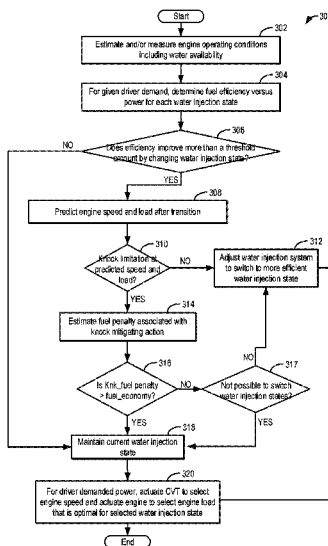 Start
30
302
Estimate and/or measure engine operating conditions
including water availability
304
For given driver demand, determine fuel efficiency versus
power for each water injection state
306
NO
Does efficiency improve more than a threshold
amount by changing water injection state?
YES
308
Predict engine speed and load after transition
310
312
Knock limitation at
predicted speed and
load?
NO
Adjust water injection system
to switch to more efficient
water injection state
YES
314
Estimate fuel penalty associated with
knock mitigating action
NO
316
317
Is Knk_fuel penalty
> fuel_economy?
NO
Not possible to switch
water injection states?
YES
YES
318
Maintain current water injection
state
320
For driver demanded power, actuate CVT to select
engine speed and actuate engine to select engine load
that is optimal for selected water injection state
End